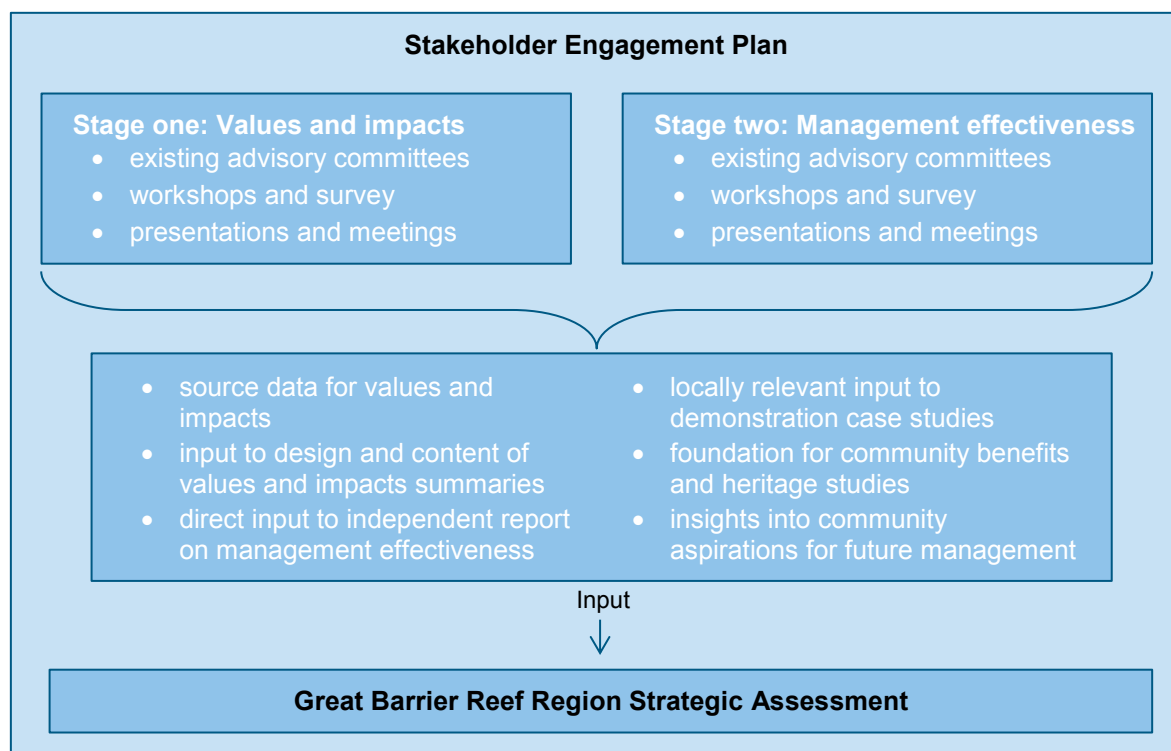 Stakeholder Engagement Plan
Stage one: Values and impacts
• existing advisory committees
• workshops and survey
• presentations and meetings
Stage two: Management effectiveness
• existing advisory committees
• workshops and survey
• presentations and meetings
• source data for values and
impacts
• input to design and content of
values and impacts summaries
• direct input to independent report
on management effectiveness
• locally relevant input to
demonstration case studies
• foundation for community benefits
and heritage studies
• insights into community
aspirations for future management
Input
Great Barrier Reef Region Strategic Assessment